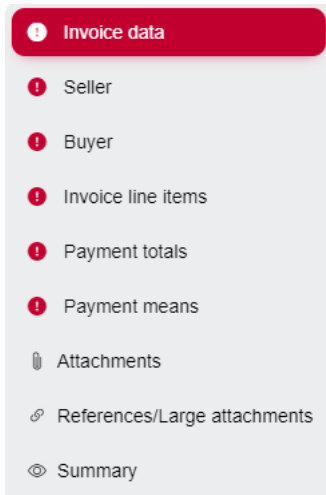 Invoice data
Seller
Buyer
Invoice line items
Payment totals
Payment means
Attachments
References/Large attachments
Summary